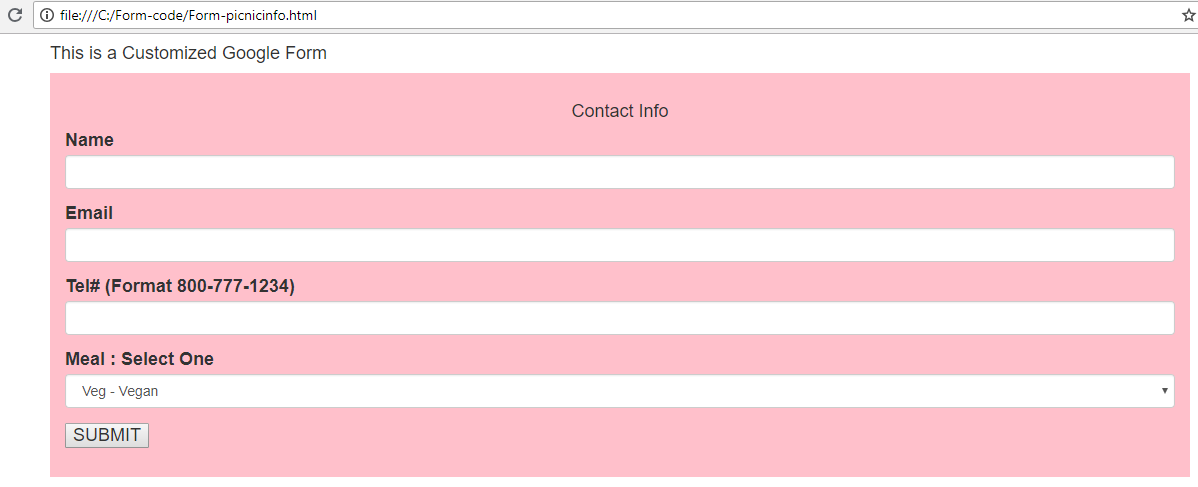 file:///C:/Form-code/Form-picnicinfo.html
This is a Customized Google Form
Contact Info
Name
Email
Tel# (Format 800-777-1234)
Meal : Select One
Veg - Vegan
SUBMIT